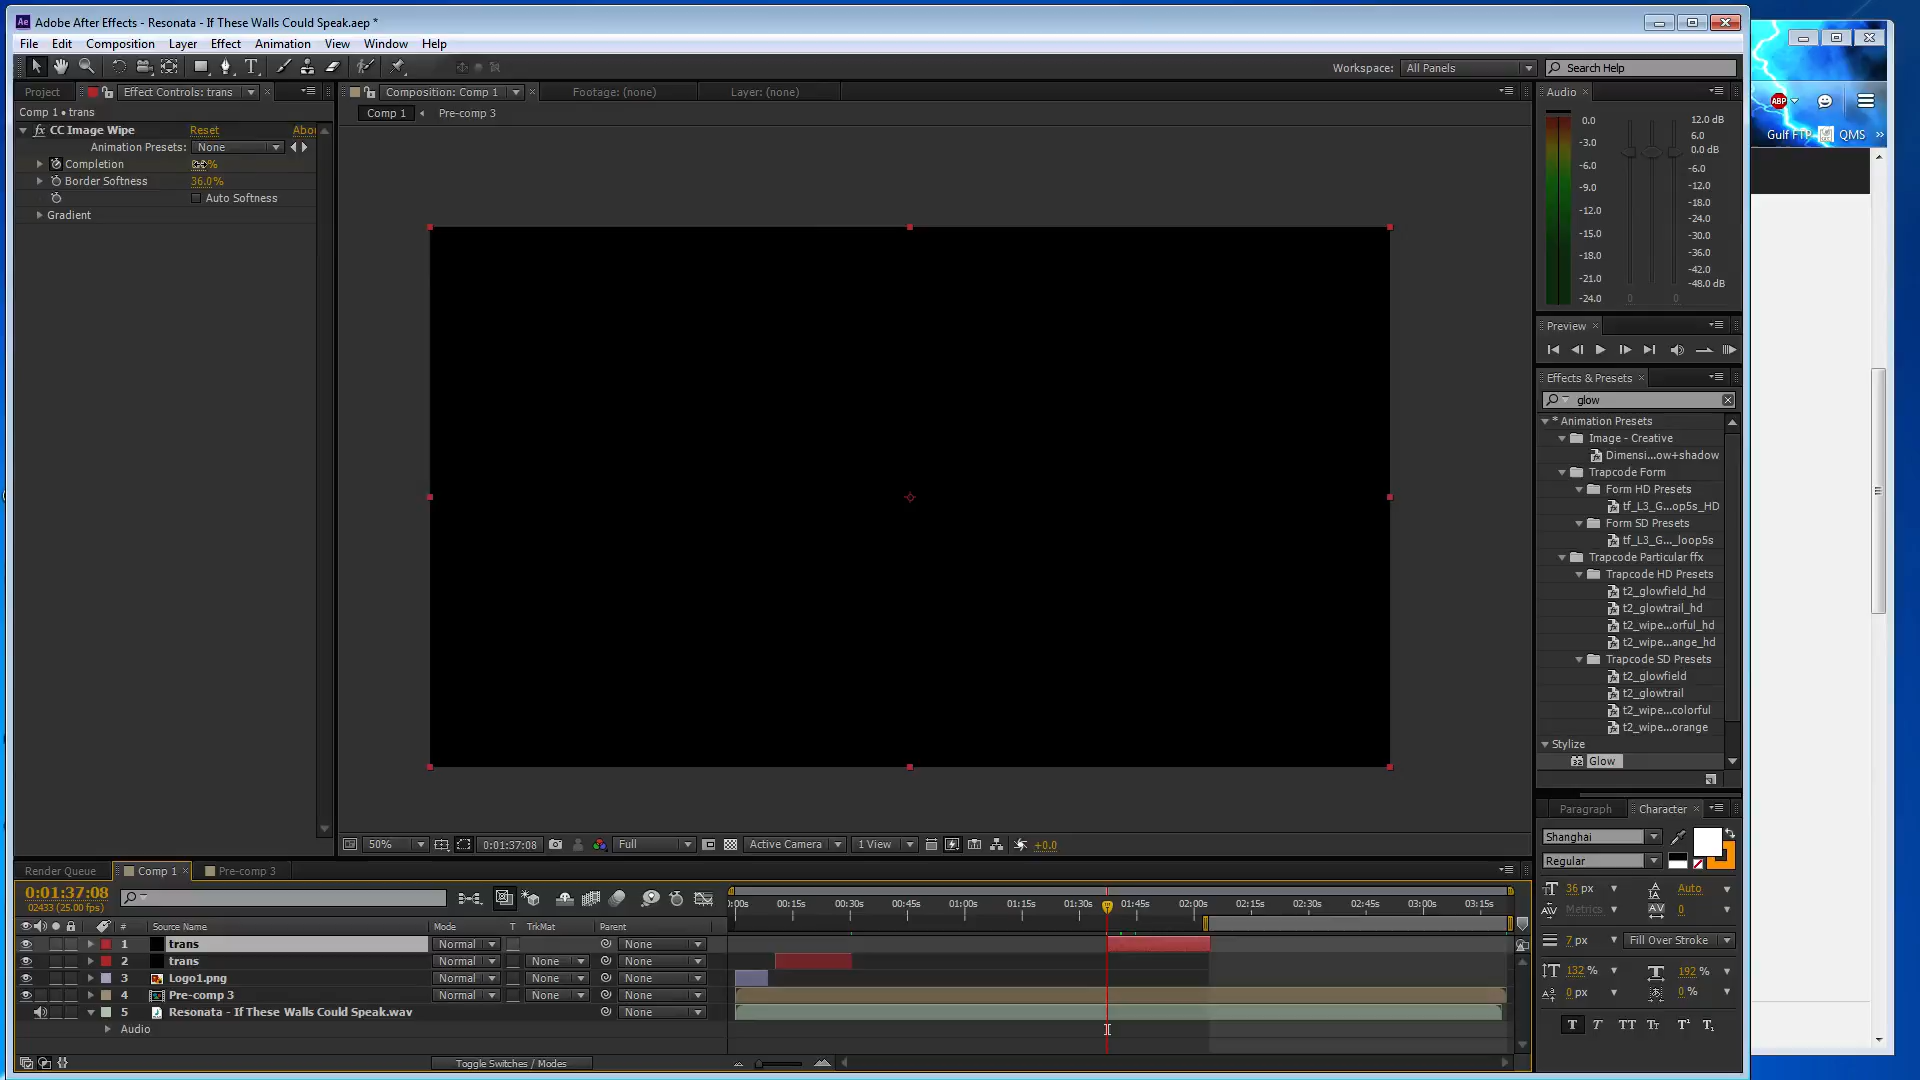 Adobe After Effects - Resonata - If These Walls Could Speak.aep *
File Edit Composition Layer Effect Animation View Window Help
Workspace: All Panels Search Help
Project Effect Controls: trans Composition: Comp 1 Footage: (none) Layer: (none) Audio
Comp 1 • trans
Comp 1 Pre-comp 3
CC Image Wipe Reset Abou
Animation Presets: None
Completion
Border Softness 36.0%
Auto Softness
Gradient
0.0 12.0 dB
-3.0 6.0
-6.0 0.0 dB
-9.0 -6.0
-12.0 -12.0
-15.0 -18.0
-18.0 -24.0
-21.0 -30.0
-24.0 -36.0
-42.0
-48.0 dB
0 0
ABP
Gulf FTP QMS »
Preview
Effects & Presets
glow
* Animation Presets
Image - Creative
Dimensi...ow+shadow
Trapcode Form
Form HD Presets
tf_L3_G...op5s_HD
Form SD Presets
tf_L3_G..._loop5s
Trapcode Particular ffx
Trapcode HD Presets
t2_glowfield_hd
t2_glowtrail_hd
t2_wipe...orful_hd
t2_wipe...ange_hd
Trapcode SD Presets
t2_glowfield
t2_glowtrail
t2_wipe...colorful
t2_wipe...orange
Stylize
Glow
Paragraph Character
Shanghai
Regular
36 px Auto
Metrics 0
7 px Fill Over Stroke
132 % 192 %
0 px 0 %
T T TT Tr T¹ T₁
50% 0:01:37:08 Full Active Camera 1 View +0.0
Render Queue Comp 1 Pre-comp 3
0:01:37:08
02433 (25.00 fps)
):00s 00:15s 00:30s 00:45s 01:00s 01:15s 01:30s 01:45s 02:00s 02:15s 02:30s 02:45s 03:00s 03:15s
# Source Name Mode T TrkMat Parent
1 trans Normal None
2 trans Normal None None
3 Logo1.png Normal None None
4 Pre-comp 3 Normal None None
5 Resonata - If These Walls Could Speak.wav None
Audio
Toggle Switches / Modes